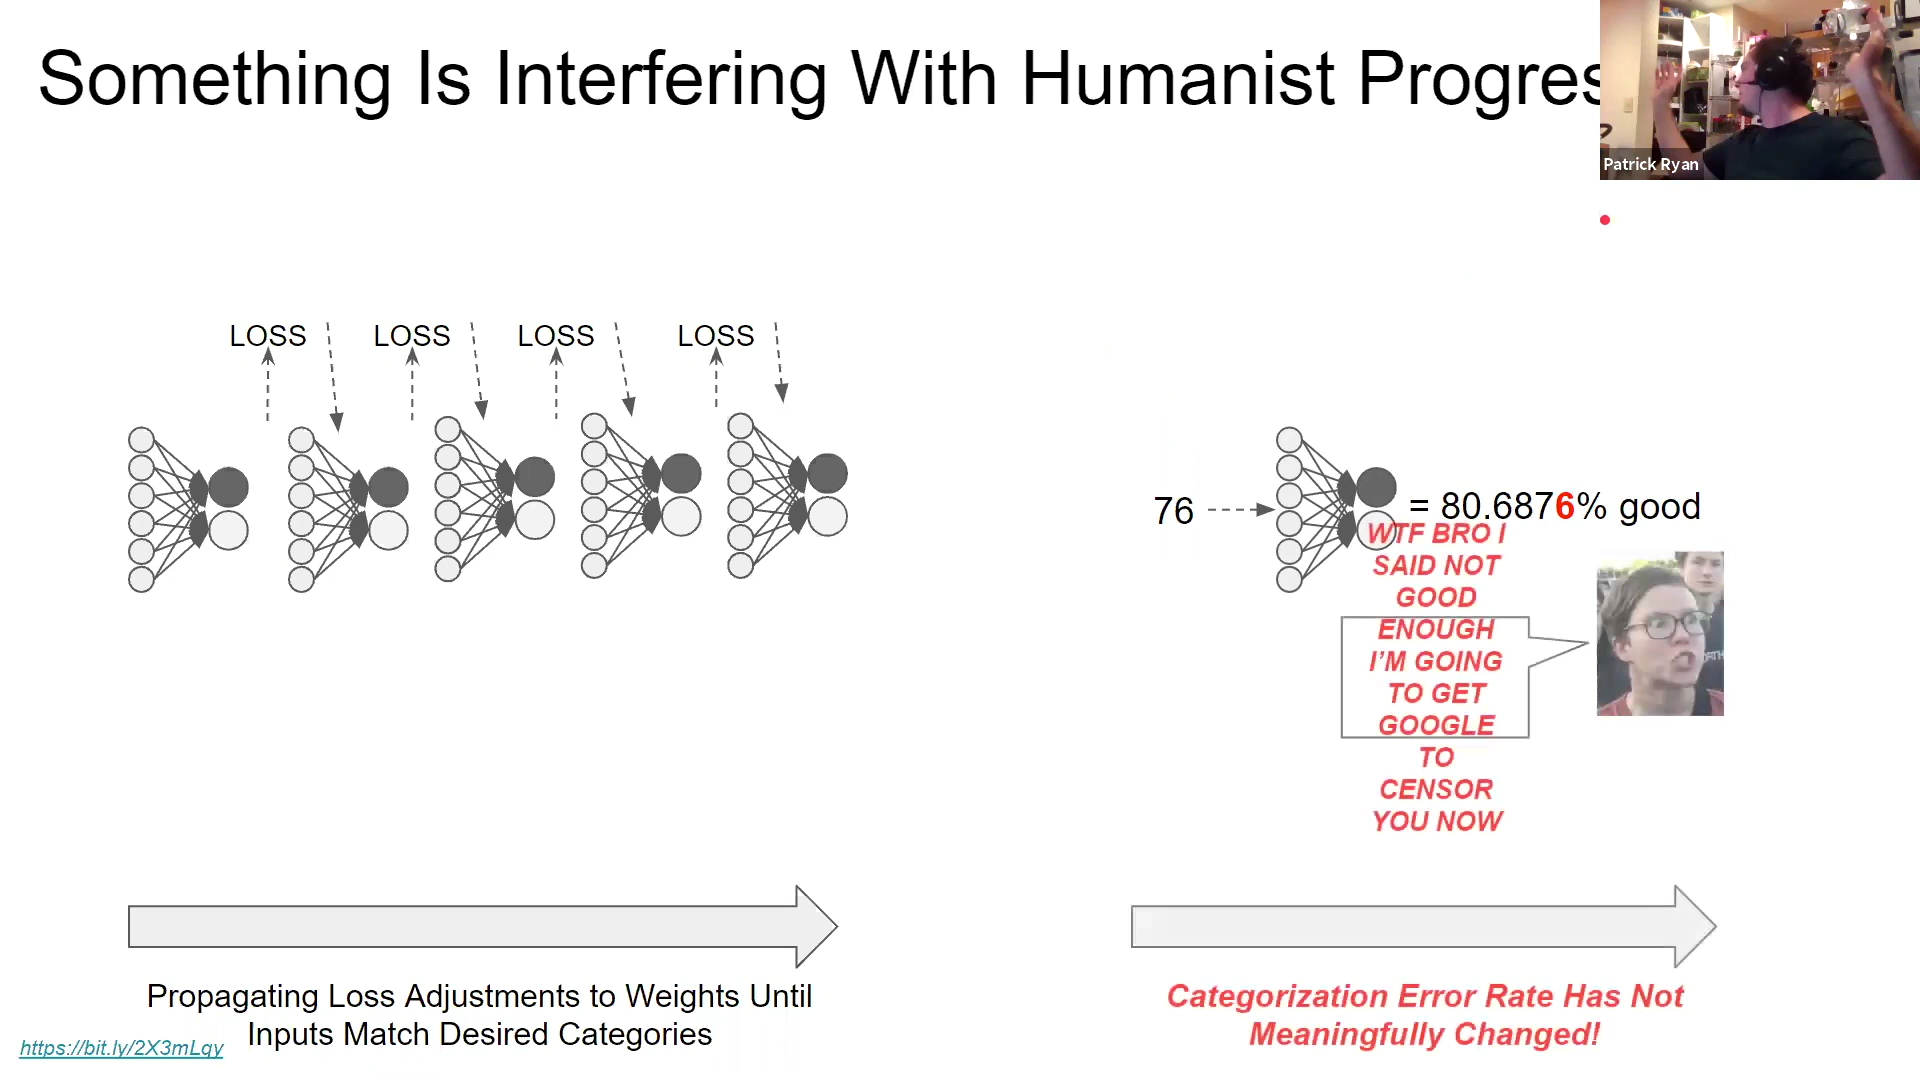 Something Is Interfering With Humanist Progres
Patrick Ryan
LOSS LOSS LOSS LOSS
76
= 80.6876% good
WTF BRO I
SAID NOT
GOOD
ENOUGH
I'M GOING
TO GET
GOOGLE
TO
CENSOR
YOU NOW
Propagating Loss Adjustments to Weights Until
Inputs Match Desired Categories
Categorization Error Rate Has Not
Meaningfully Changed!
https://bit.ly/2X3mLqy